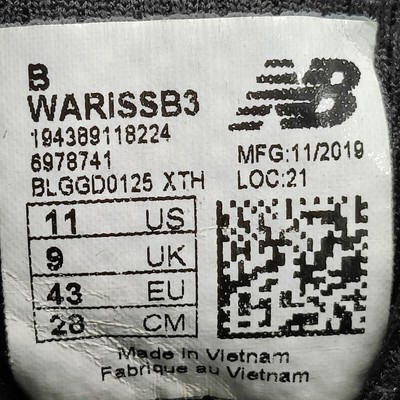 B
WARISSB3
194389118224
6978741
BLGGD0125 XTH
NB
MFG:11/2019
LOC:21
11 US
9 UK
43 EU
28 CM
Made in Vietnam
Fabrique au Vietnam